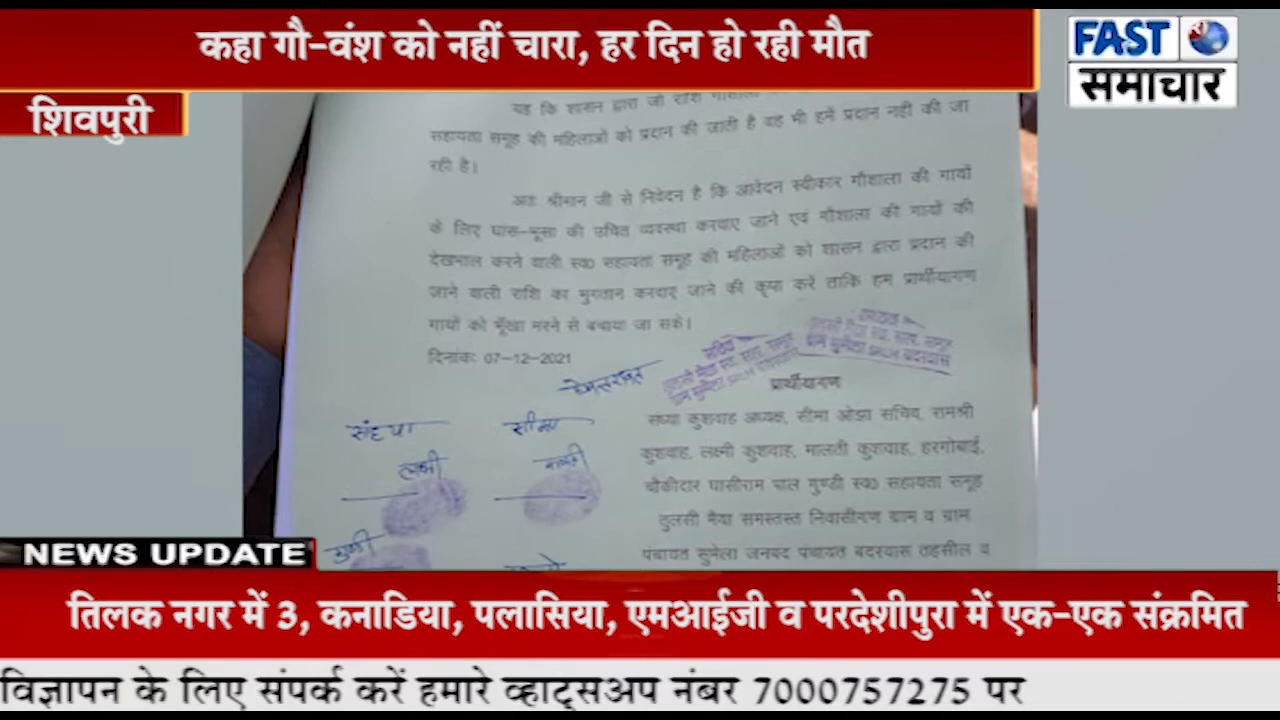 कहा गौ-वंश को नहीं चारा, हर दिन हो रही मौत
FAST
समाचार
शिवपुरी
यह कि शासन द्वारा जो राशि गौशाला
सहायता समूह की महिलाओं को प्रदान की जाती है वह भी हमें प्रदान नही की जा
रही है।
अतः श्रीमान जी से निवेदन है कि आवेदन स्वीकार गौशाला की गायों
के लिए घांस-भूसा की उचित व्यवस्था करवाए जाने एवं गौशाला की गायों की
देखभाल करने वाली स्व० सहायता समूह की महिलाओं को शासन द्वारा प्रदान की
जाने वाली राशि का भुगतान करवाए जाने की कृपा करें ताकि हम प्रार्थीयागण
गायों को भूँखा मरने से बचाया जा सके।
दिनांकः 07-12-2021
प्रार्थीयागण
संध्या
सीमा
संध्या कुशवाह अध्यक्ष, सीमा ओझा सचिव, रामश्री
कुशवाह, लक्ष्मी कुशवाह, मालती कुशवाह, हरगोबाई,
चौकीदार घासीराम पाल गुण्डी स्व० सहायता समूह
तुलसी मैया समस्तस्त निवासीगण ग्राम व ग्राम
पंचायत सुमेला जनपद पंचायत बदरवास तहसील व
NEWS UPDATE
तिलक नगर में 3, कनाडिया, पलासिया, एमआईजी व परदेशीपुरा में एक-एक संक्रमित
विज्ञापन के लिए संपर्क करें हमारे व्हाट्सअप नंबर 7000757275 पर